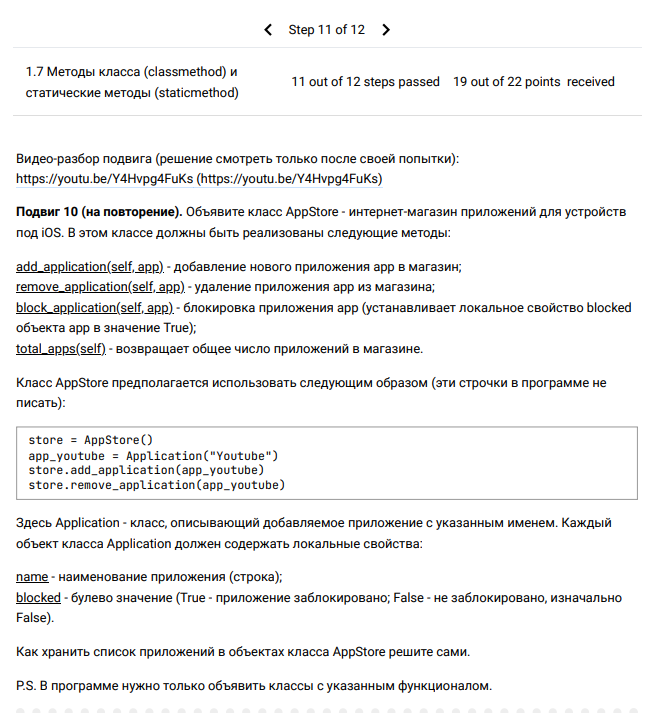 Step 11 of 12
1.7 Методы класса (classmethod) и
статические методы (staticmethod)
11 out of 12 steps passed 19 out of 22 points received
Видео-разбор подвига (решение смотреть только после своей попытки):
https://youtu.be/Y4Hvpg4FuKs (https://youtu.be/Y4Hvpg4FuKs)
Подвиг 10 (на повторение). Объявите класс AppStore - интернет-магазин приложений для устройств
под iOS. В этом классе должны быть реализованы следующие методы:
add_application(self, app) - добавление нового приложения app в магазин;
remove_application(self, app) - удаление приложения app из магазина;
block_application(self, app) - блокировка приложения app (устанавливает локальное свойство blocked
объекта app в значение True);
total_apps(self) - возвращает общее число приложений в магазине.
Класс AppStore предполагается использовать следующим образом (эти строчки в программе не
писать):
store = AppStore()
app_youtube = Application("Youtube")
store.add_application(app_youtube)
store.remove_application(app_youtube)
Здесь Application - класс, описывающий добавляемое приложение с указанным именем. Каждый
объект класса Application должен содержать локальные свойства:
name - наименование приложения (строка);
blocked - булево значение (True - приложение заблокировано; False - не заблокировано, изначально
False).
Как хранить список приложений в объектах класса AppStore решите сами.
P.S. В программе нужно только объявить классы с указанным функционалом.